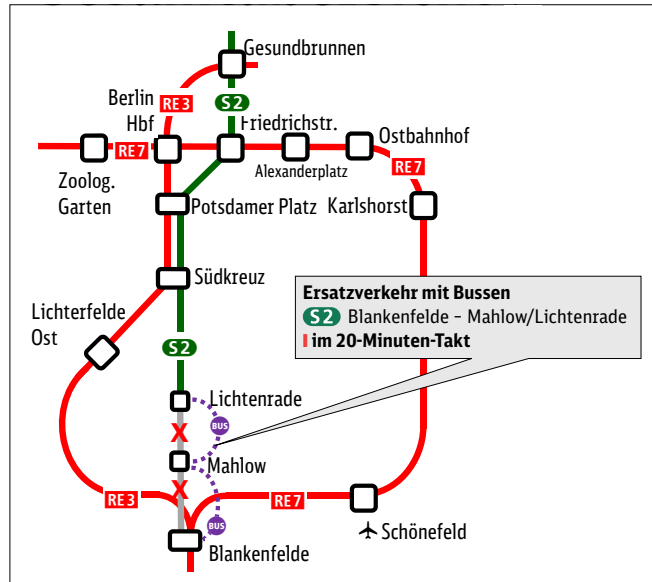 Gesundbrunnen
Berlin
Hbf
RE3
S2
Friedrichstr.
Ostbahnhof
RE7
Alexanderplatz
RE7
Zoolog.
Garten
Potsdamer Platz
Karlshorst
Südkreuz
Ersatzverkehr mit Bussen
S2 Blankenfelde – Mahlow/Lichtenrade
im 20-Minuten-Takt
Lichterfelde
Ost
S2
Lichtenrade
X
BUS
Mahlow
X
RE3
RE7
BUS
Schönefeld
Blankenfelde